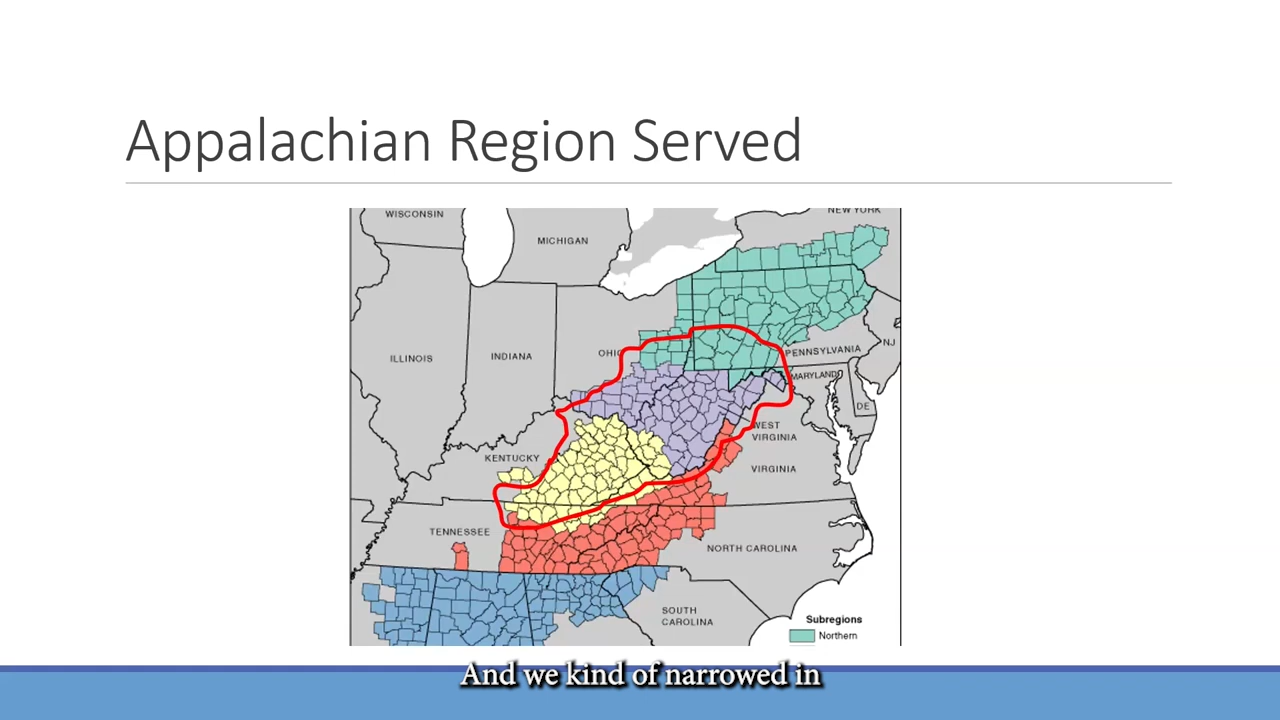 Appalachian Region Served
WISCONSIN
NEW YORK
MICHIGAN
ILLINOIS
INDIANA
OHIO
PENNSYLVANIA
NJ
MARYLAND
DE
WEST
VIRGINIA
KENTUCKY
VIRGINIA
TENNESSEE
NORTH CAROLINA
SOUTH
CAROLINA
Subregions
Northern
And we kind of narrowed in